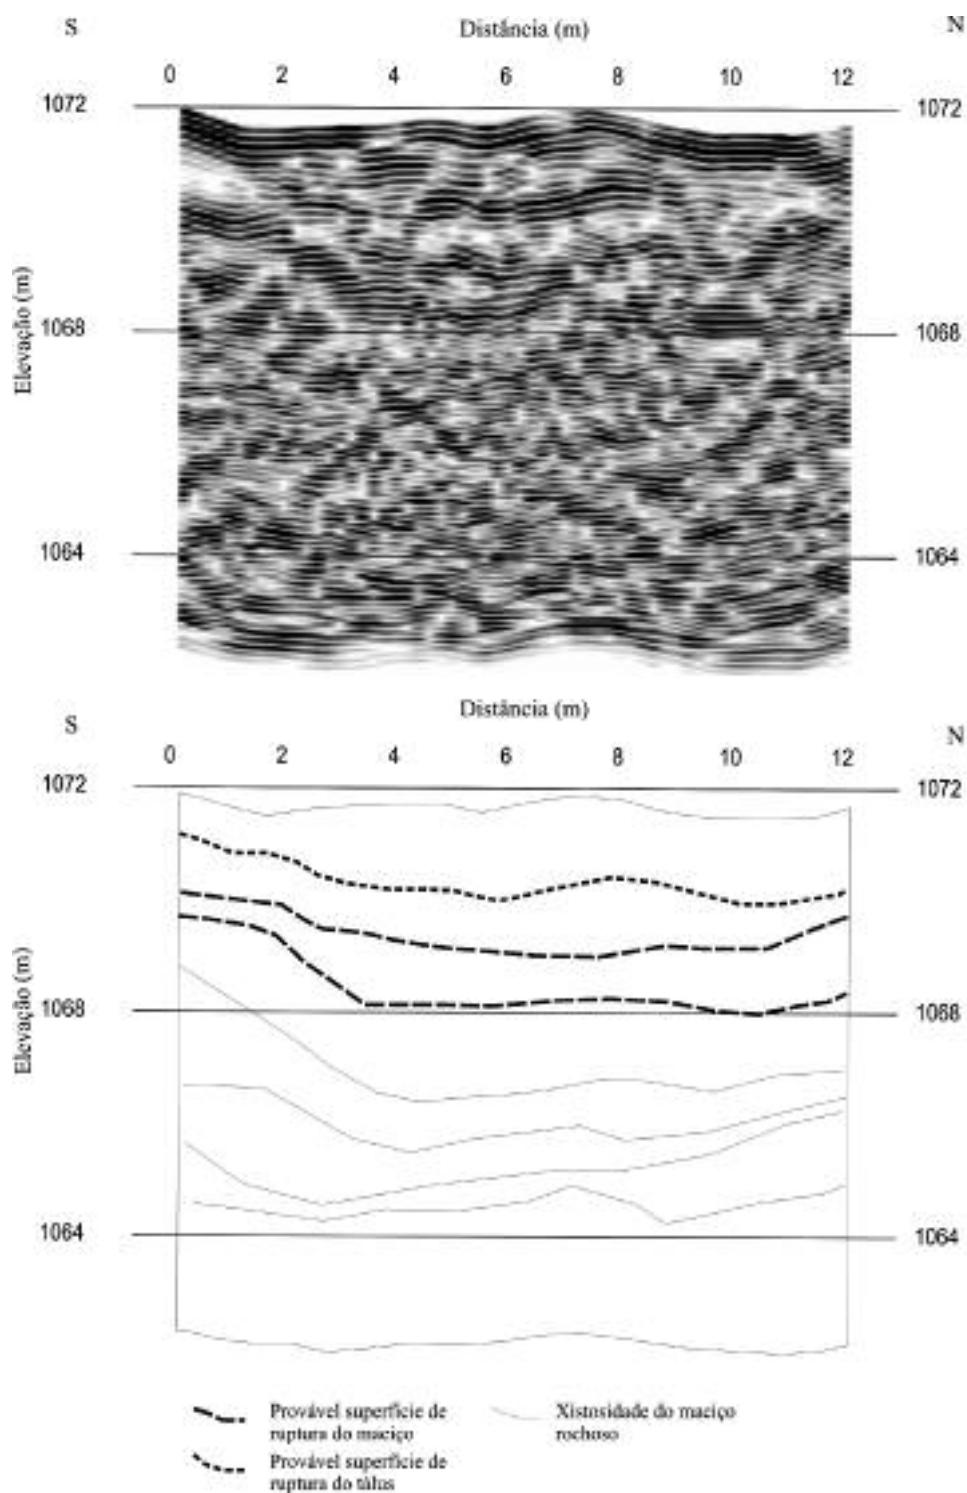 S Distância (m) N
0 2 4 6 8 10 12
1072 1072
Elevação (m)
1068 1068
1064 1064
Distância (m)
S N
0 2 4 6 8 10 12
1072 1072
Elevação (m)
1068 1068
1064 1064
Provável superfície de
ruptura do maciço
Xistosidade do maciço
rochoso
Provável superfície de
ruptura do tálus